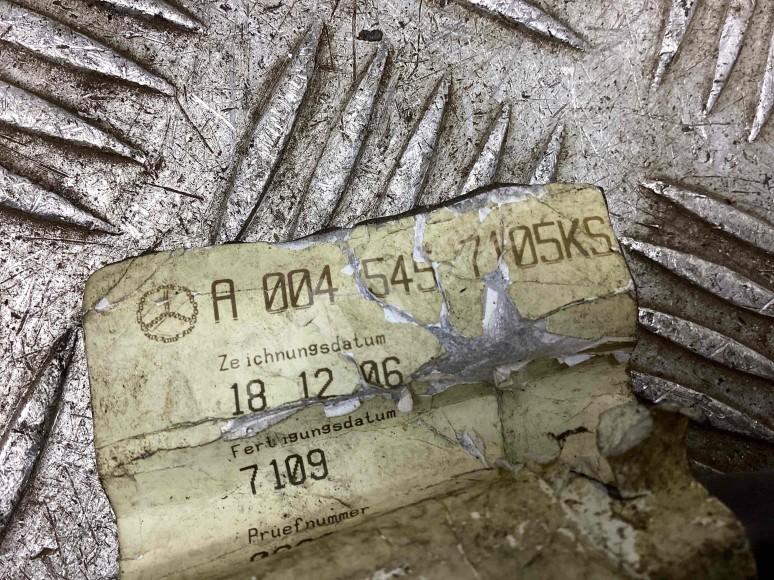 A 004 545 7105KS
Zeichnungsdatum
18 12 06
Fertigungsdatum
7109
Pruefnummer